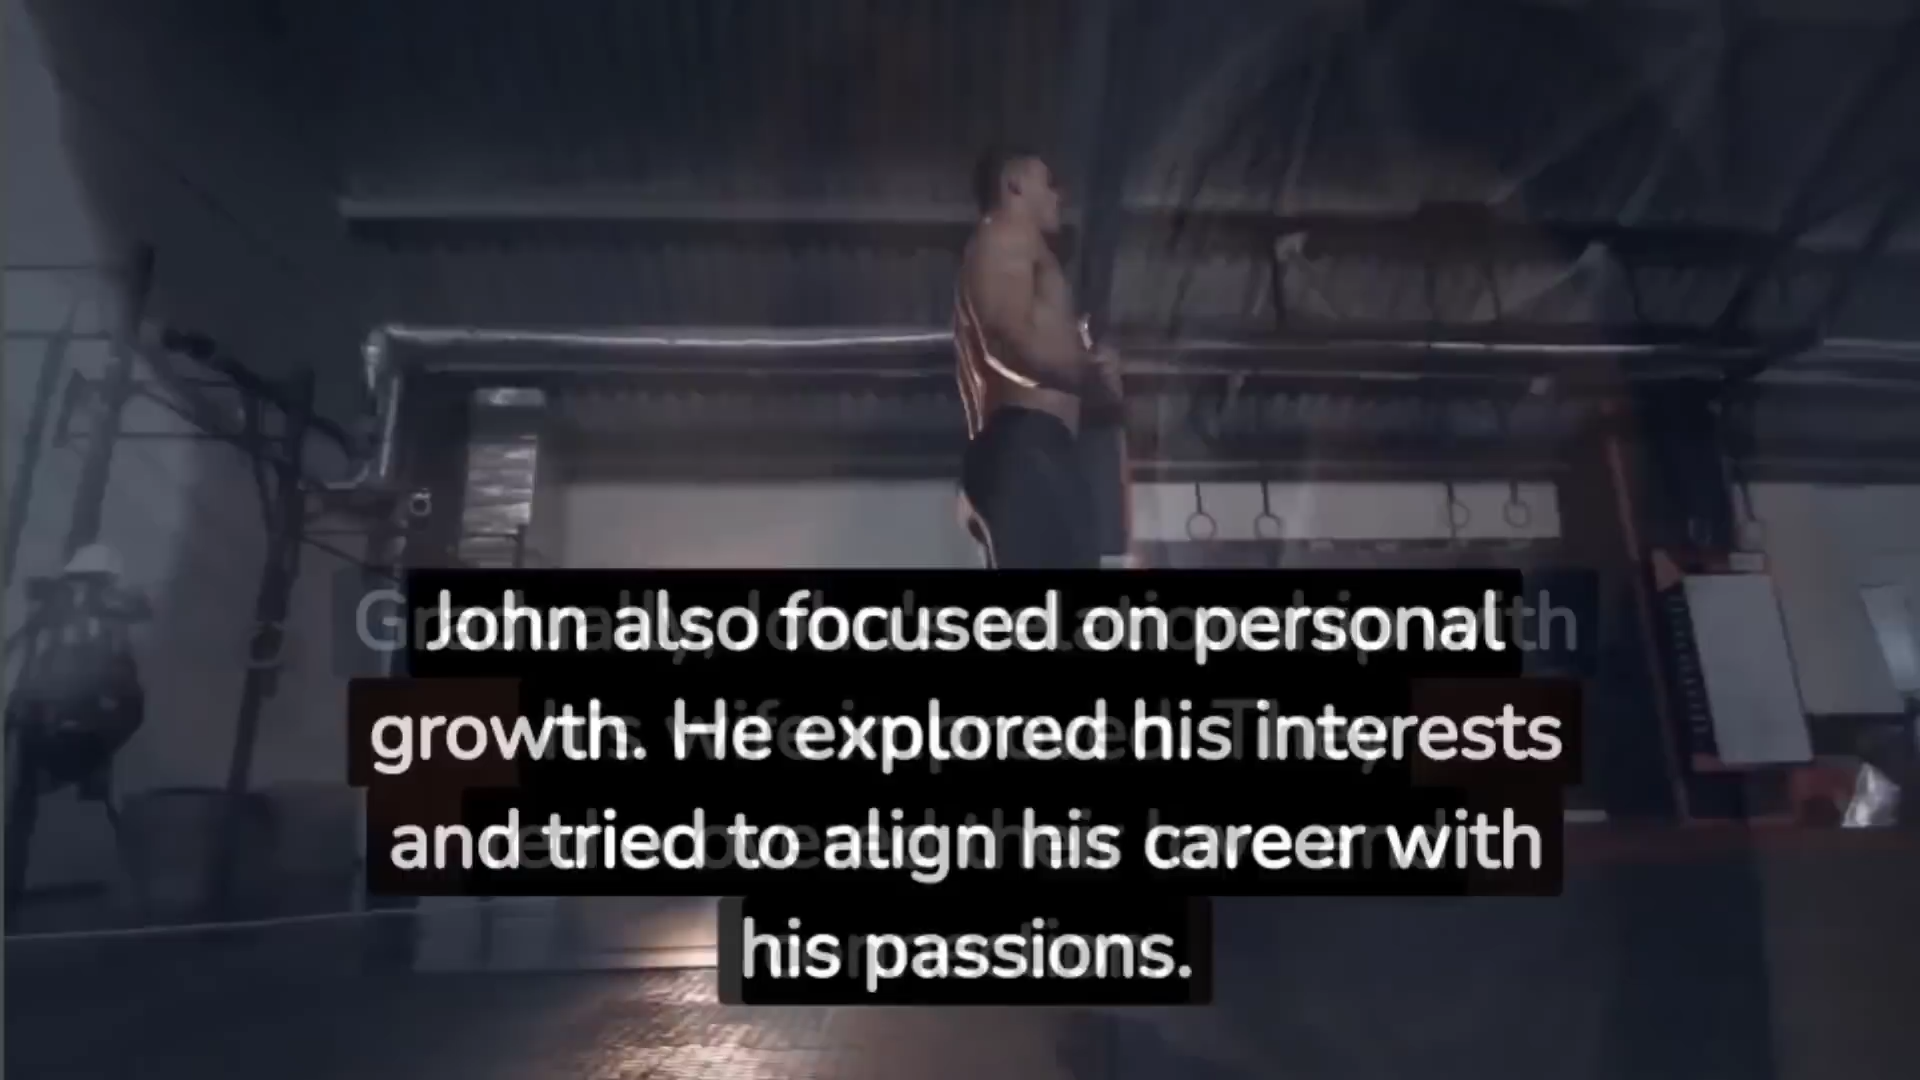 John also focused on personal
growth. He explored his interests
and tried to align his career with
his passions.